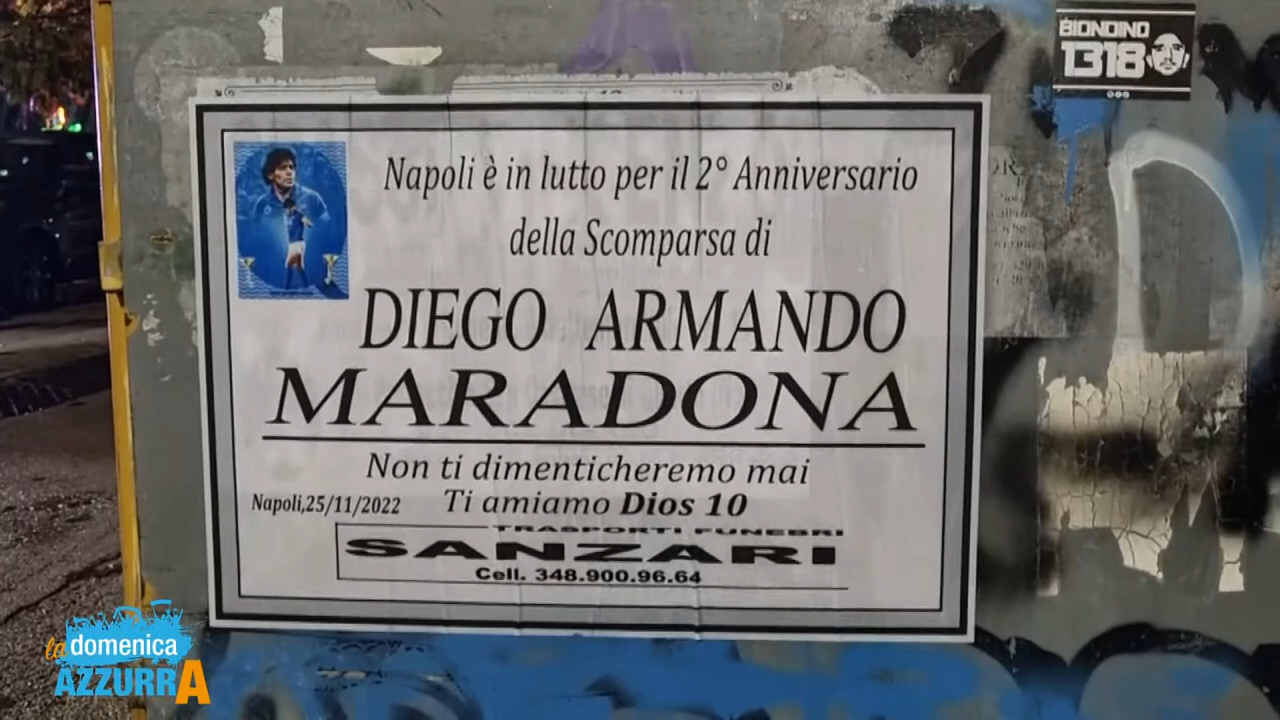 BIONDINO
1318
Napoli è in lutto per il 2° Anniversario
della Scomparsa di
DIEGO ARMANDO
MARADONA
Non ti dimenticheremo mai
Napoli,25/11/2022 Ti amiamo Dios 10
TRASPORTI FUNEBRI
SANZARI
Cell. 348.900.96.64
la domenica
AZZURRA